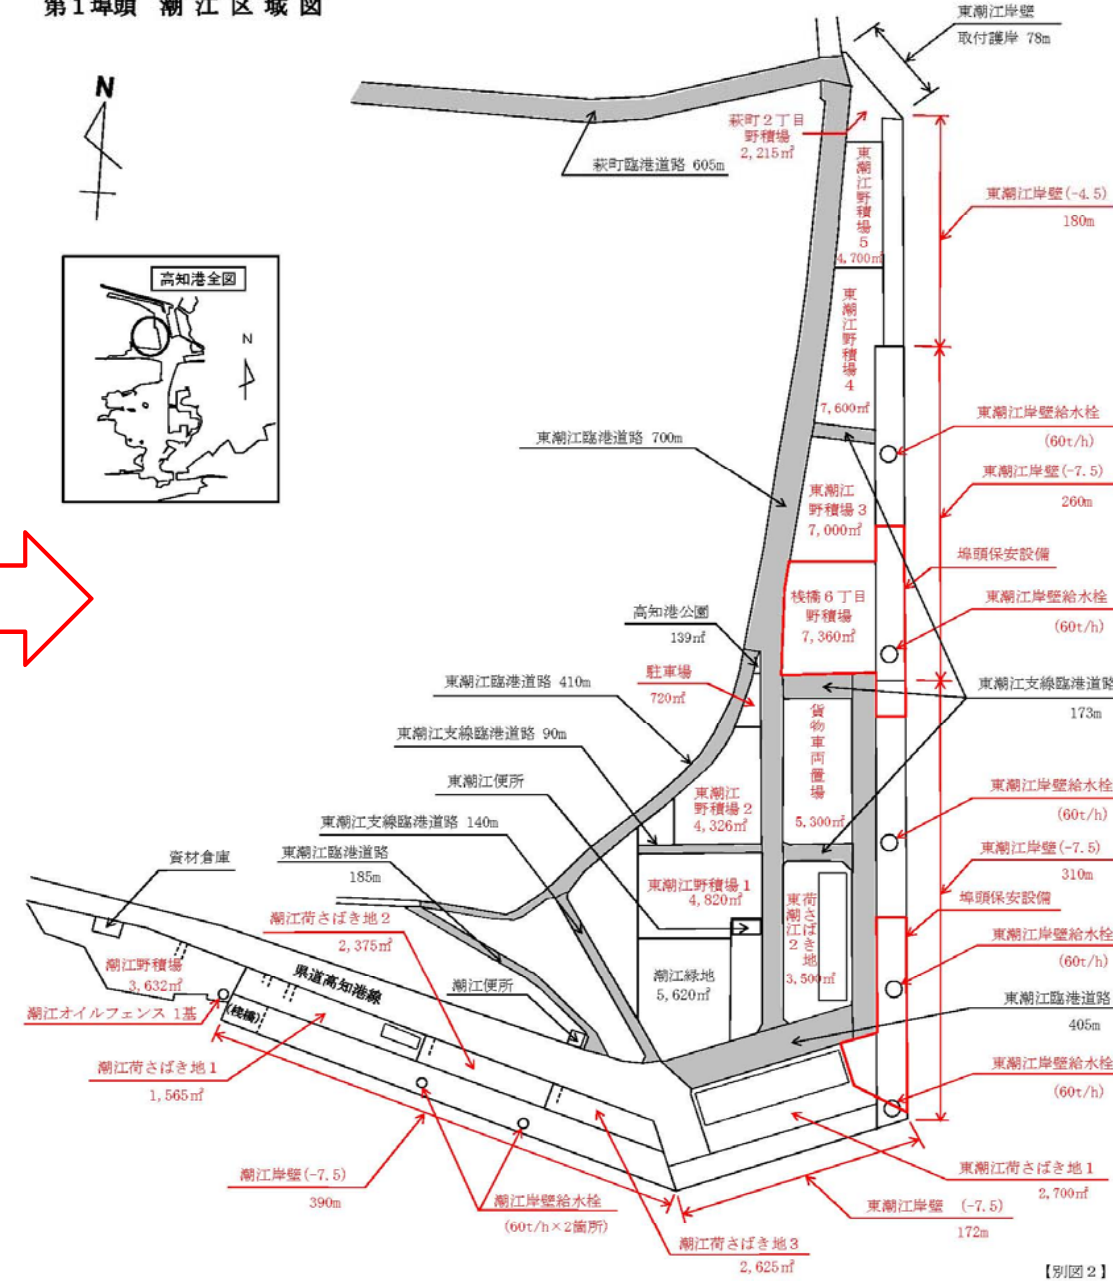 第1埠頭 潮江区域図
東潮江岸壁
取付護岸 78m
N
萩町2丁目
野積場
2,215㎡
萩町臨港道路 605m
東潮江野積場5
4,700㎡
東潮江岸壁(-4.5)
180m
高知港全図
N
東潮江野積場4
7,600㎡
東潮江岸壁給水栓
(60t/h)
東潮江臨港道路 700m
東潮江岸壁(-7.5)
260m
東潮江
野積場3
7,000㎡
埠頭保安設備
桟橋6丁目
野積場
7,360㎡
東潮江岸壁給水栓
(60t/h)
高知港公園
139㎡
駐車場
720㎡
東潮江臨港道路 410m
東潮江支線臨港道路
173m
東潮江支線臨港道路 90m
貨物車両置場
5,300㎡
東潮江便所
東潮江
野積場2
4,326㎡
東潮江岸壁給水栓
(60t/h)
東潮江支線臨港道路 140m
東潮江岸壁(-7.5)
310m
資材倉庫
東潮江臨港道路
185m
東潮江野積場1
4,820㎡
東潮江荷さばき地2
3,500㎡
埠頭保安設備
潮江荷さばき地2
2,375㎡
東潮江岸壁給水栓
(60t/h)
潮江野積場
3,632㎡
県道高知港線
潮江緑地
5,620㎡
潮江便所
東潮江臨港道路
405m
潮江オイルフェンス 1基
(桟橋)
潮江荷さばき地1
1,565㎡
東潮江岸壁給水栓
(60t/h)
潮江岸壁(-7.5)
390m
潮江岸壁給水栓
(60t/h×2箇所)
東潮江荷さばき地1
2,700㎡
東潮江岸壁 (-7.5)
172m
潮江荷さばき地3
2,625㎡
【別図2】